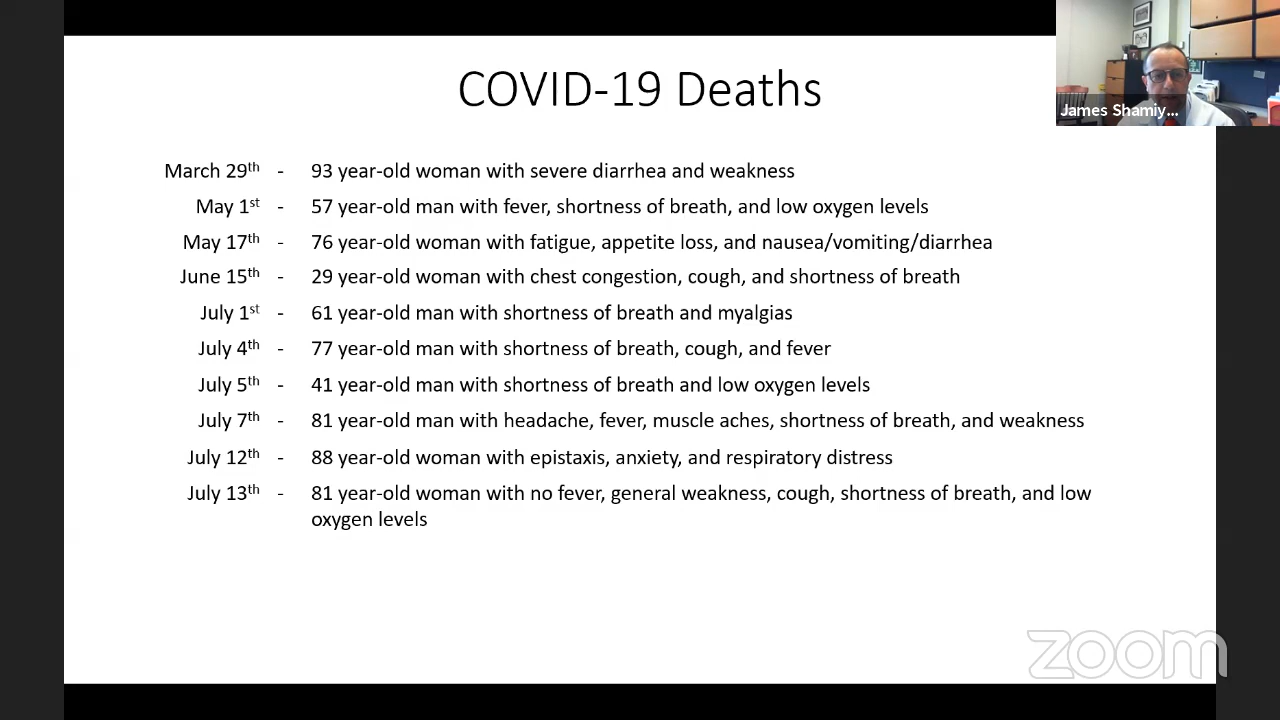 COVID-19 Deaths
James Shamiy...
March 29th - 93 year-old woman with severe diarrhea and weakness
May 1st - 57 year-old man with fever, shortness of breath, and low oxygen levels
May 17th - 76 year-old woman with fatigue, appetite loss, and nausea/vomiting/diarrhea
June 15th - 29 year-old woman with chest congestion, cough, and shortness of breath
July 1st - 61 year-old man with shortness of breath and myalgias
July 4th - 77 year-old man with shortness of breath, cough, and fever
July 5th - 41 year-old man with shortness of breath and low oxygen levels
July 7th - 81 year-old man with headache, fever, muscle aches, shortness of breath, and weakness
July 12th - 88 year-old woman with epistaxis, anxiety, and respiratory distress
July 13th - 81 year-old woman with no fever, general weakness, cough, shortness of breath, and low
oxygen levels
zoom